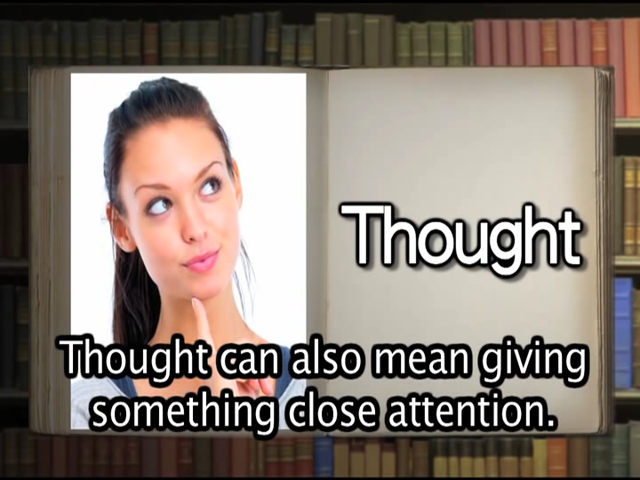 Thought
Thought can also mean giving
something close attention.